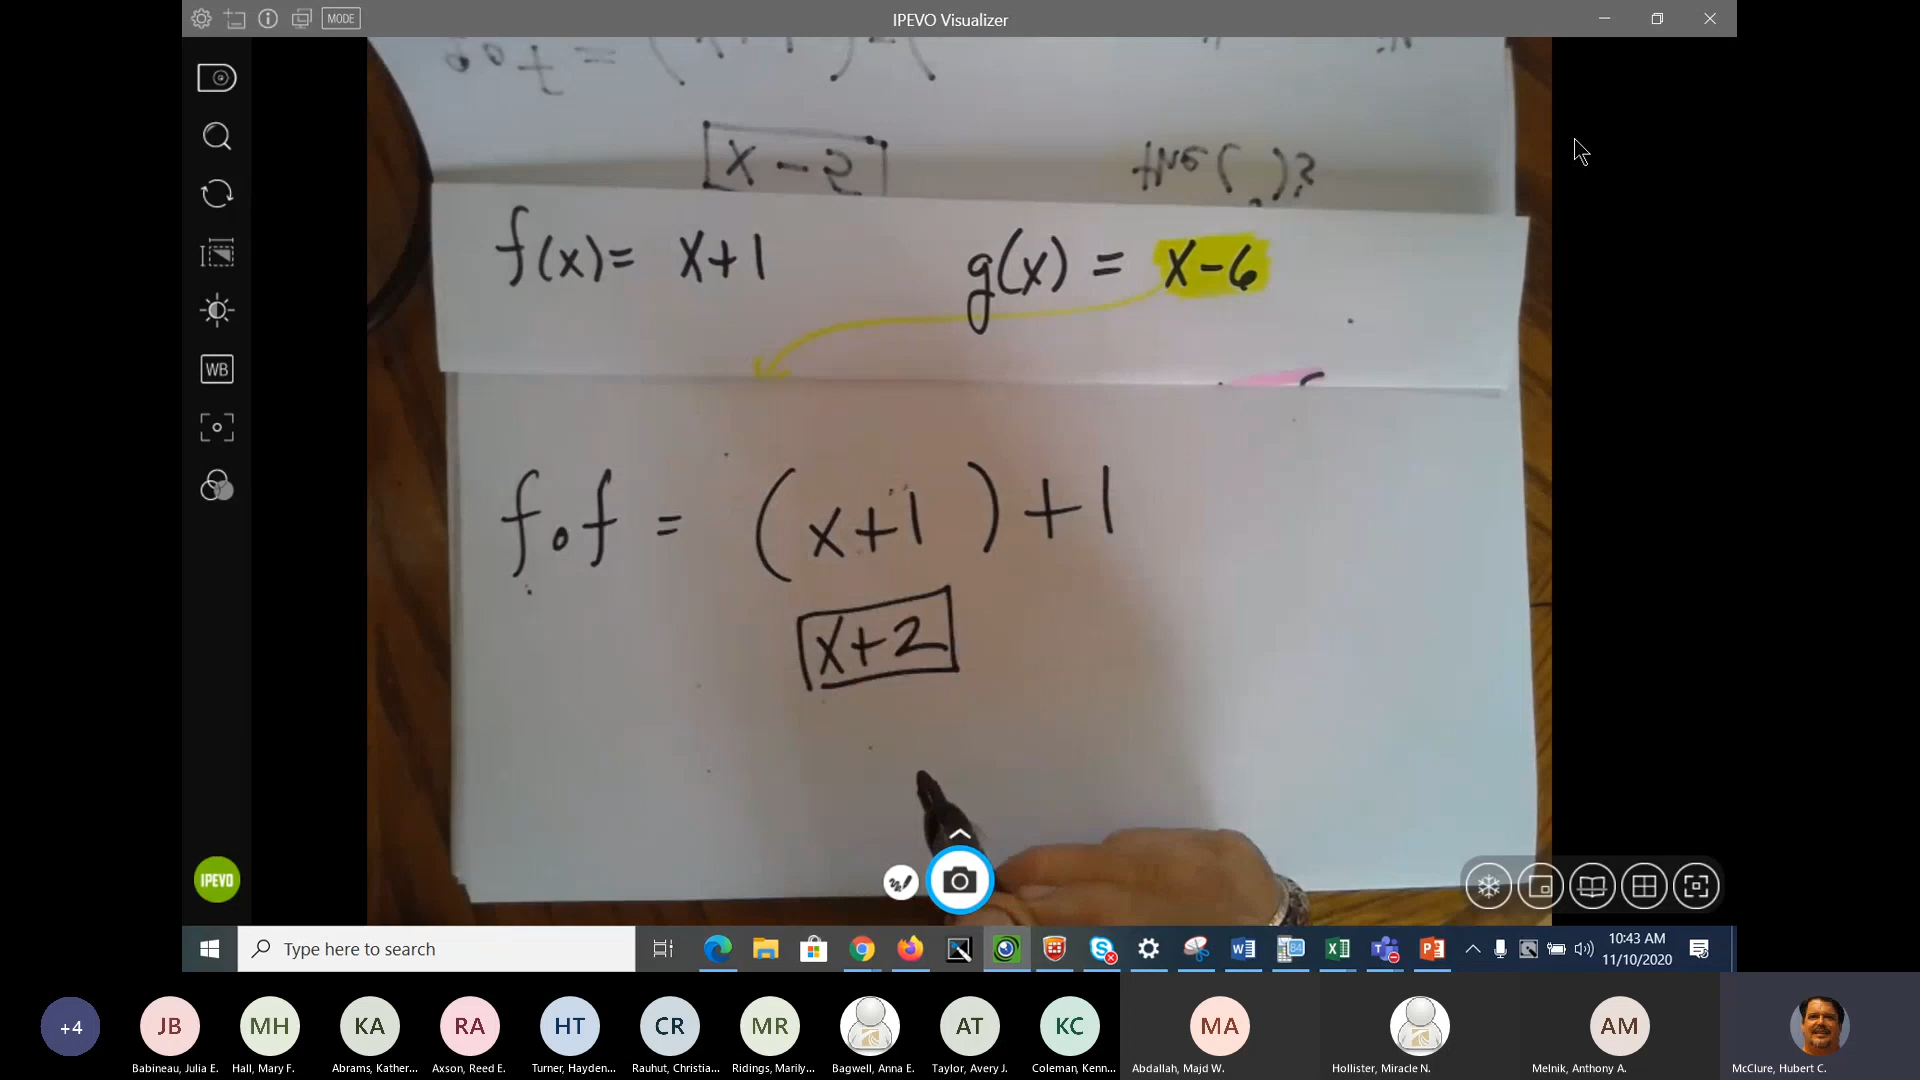 MODE
IPEVO Visualizer
X - 2
f(x) = x+1
g(x) = x-6
f∘f = (x+1) + 1
x+2
WB
IPEVO
Type here to search
84
10:43 AM
11/10/2020
+4
JB
MH
KA
RA
HT
CR
MR
AT
KC
MA
AM
Babineau, Julia E.
Hall, Mary F.
Abrams, Kather...
Axson, Reed E.
Turner, Hayden...
Rauhut, Christia...
Ridings, Marily...
Bagwell, Anna E.
Taylor, Avery J.
Coleman, Kenn...
Abdallah, Majd W.
Hollister, Miracle N.
Melnik, Anthony A.
McClure, Hubert C.